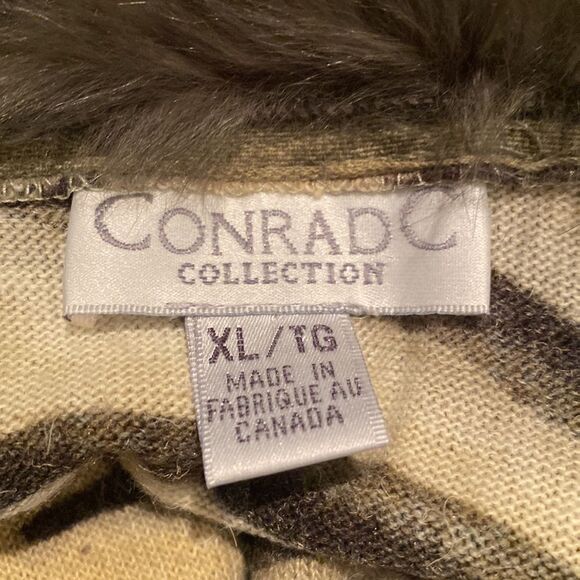 CONRAD C
COLLECTION
XL/TG
MADE IN
FABRIQUE AU
CANADA